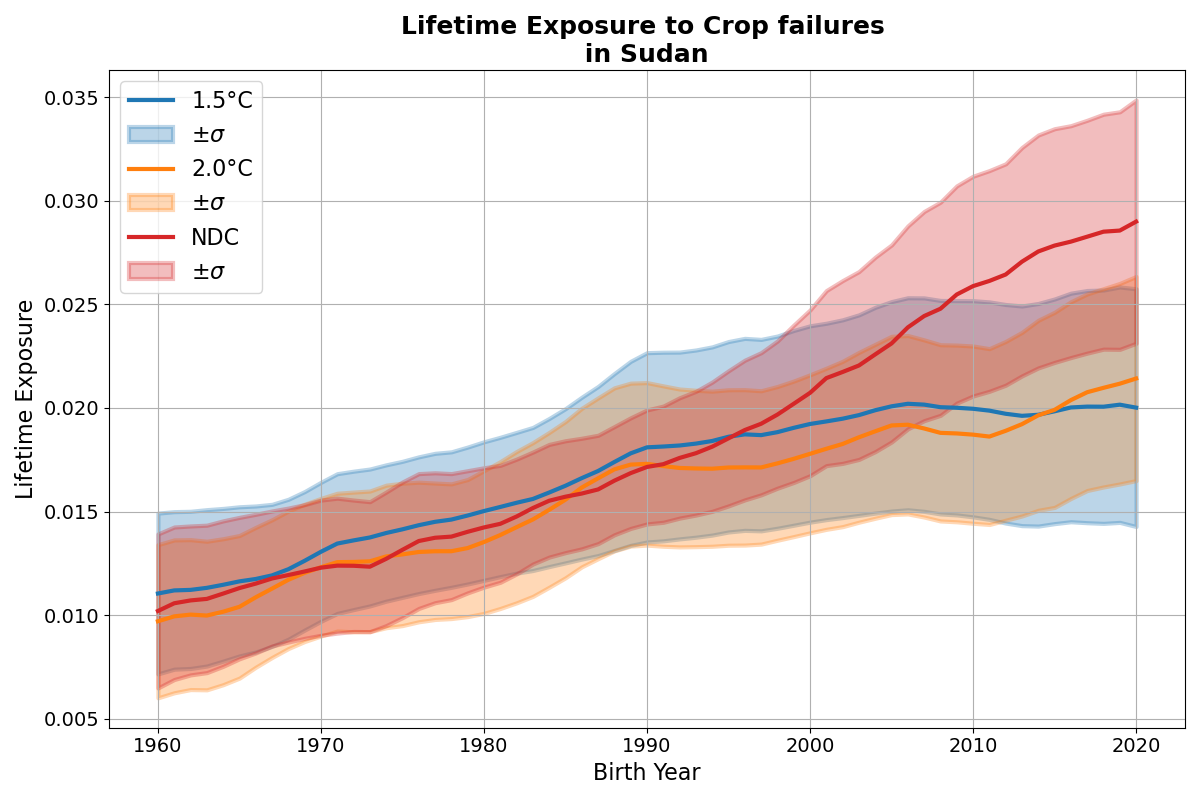 Lifetime Exposure to Crop failures
in Sudan
1.5°C
±σ
2.0°C
±σ
NDC
±σ
0.035
0.030
0.025
0.020
0.015
0.010
0.005
Lifetime Exposure
1960 1970 1980 1990 2000 2010 2020
Birth Year